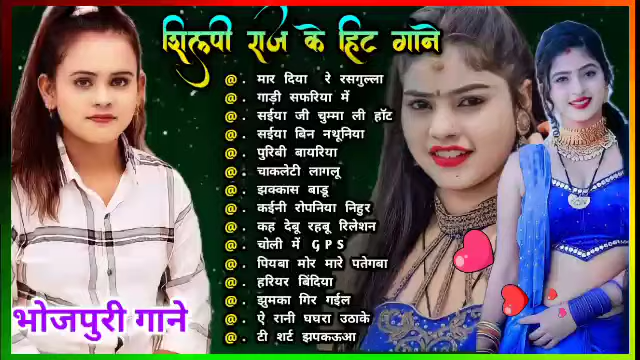 शिल्पी राज के हिट गाने
@ . मार दिया रे रसगुल्ला
@ . गाड़ी सफरिया में
@ . सईया जी चुम्मा ली हॉट
@ . सईया बिन नथूनिया
@ . पुरिबी बायरिया
@ . चाकलेटी लागलू
@ . झक्कास बाडू
@ . कईनी रोपनिया निहुर
@ . कह देबू रहबू रिलेशन
@ . चोली में G P S
@ . पियबा मोर मारे पतेगबा
@ . हरियर बिंदिया
@ . झुमका गिर गईल
@ . ऐ रानी घघरा उठाके
@ . टी शर्ट झपकऊआ
भोजपुरी गाने